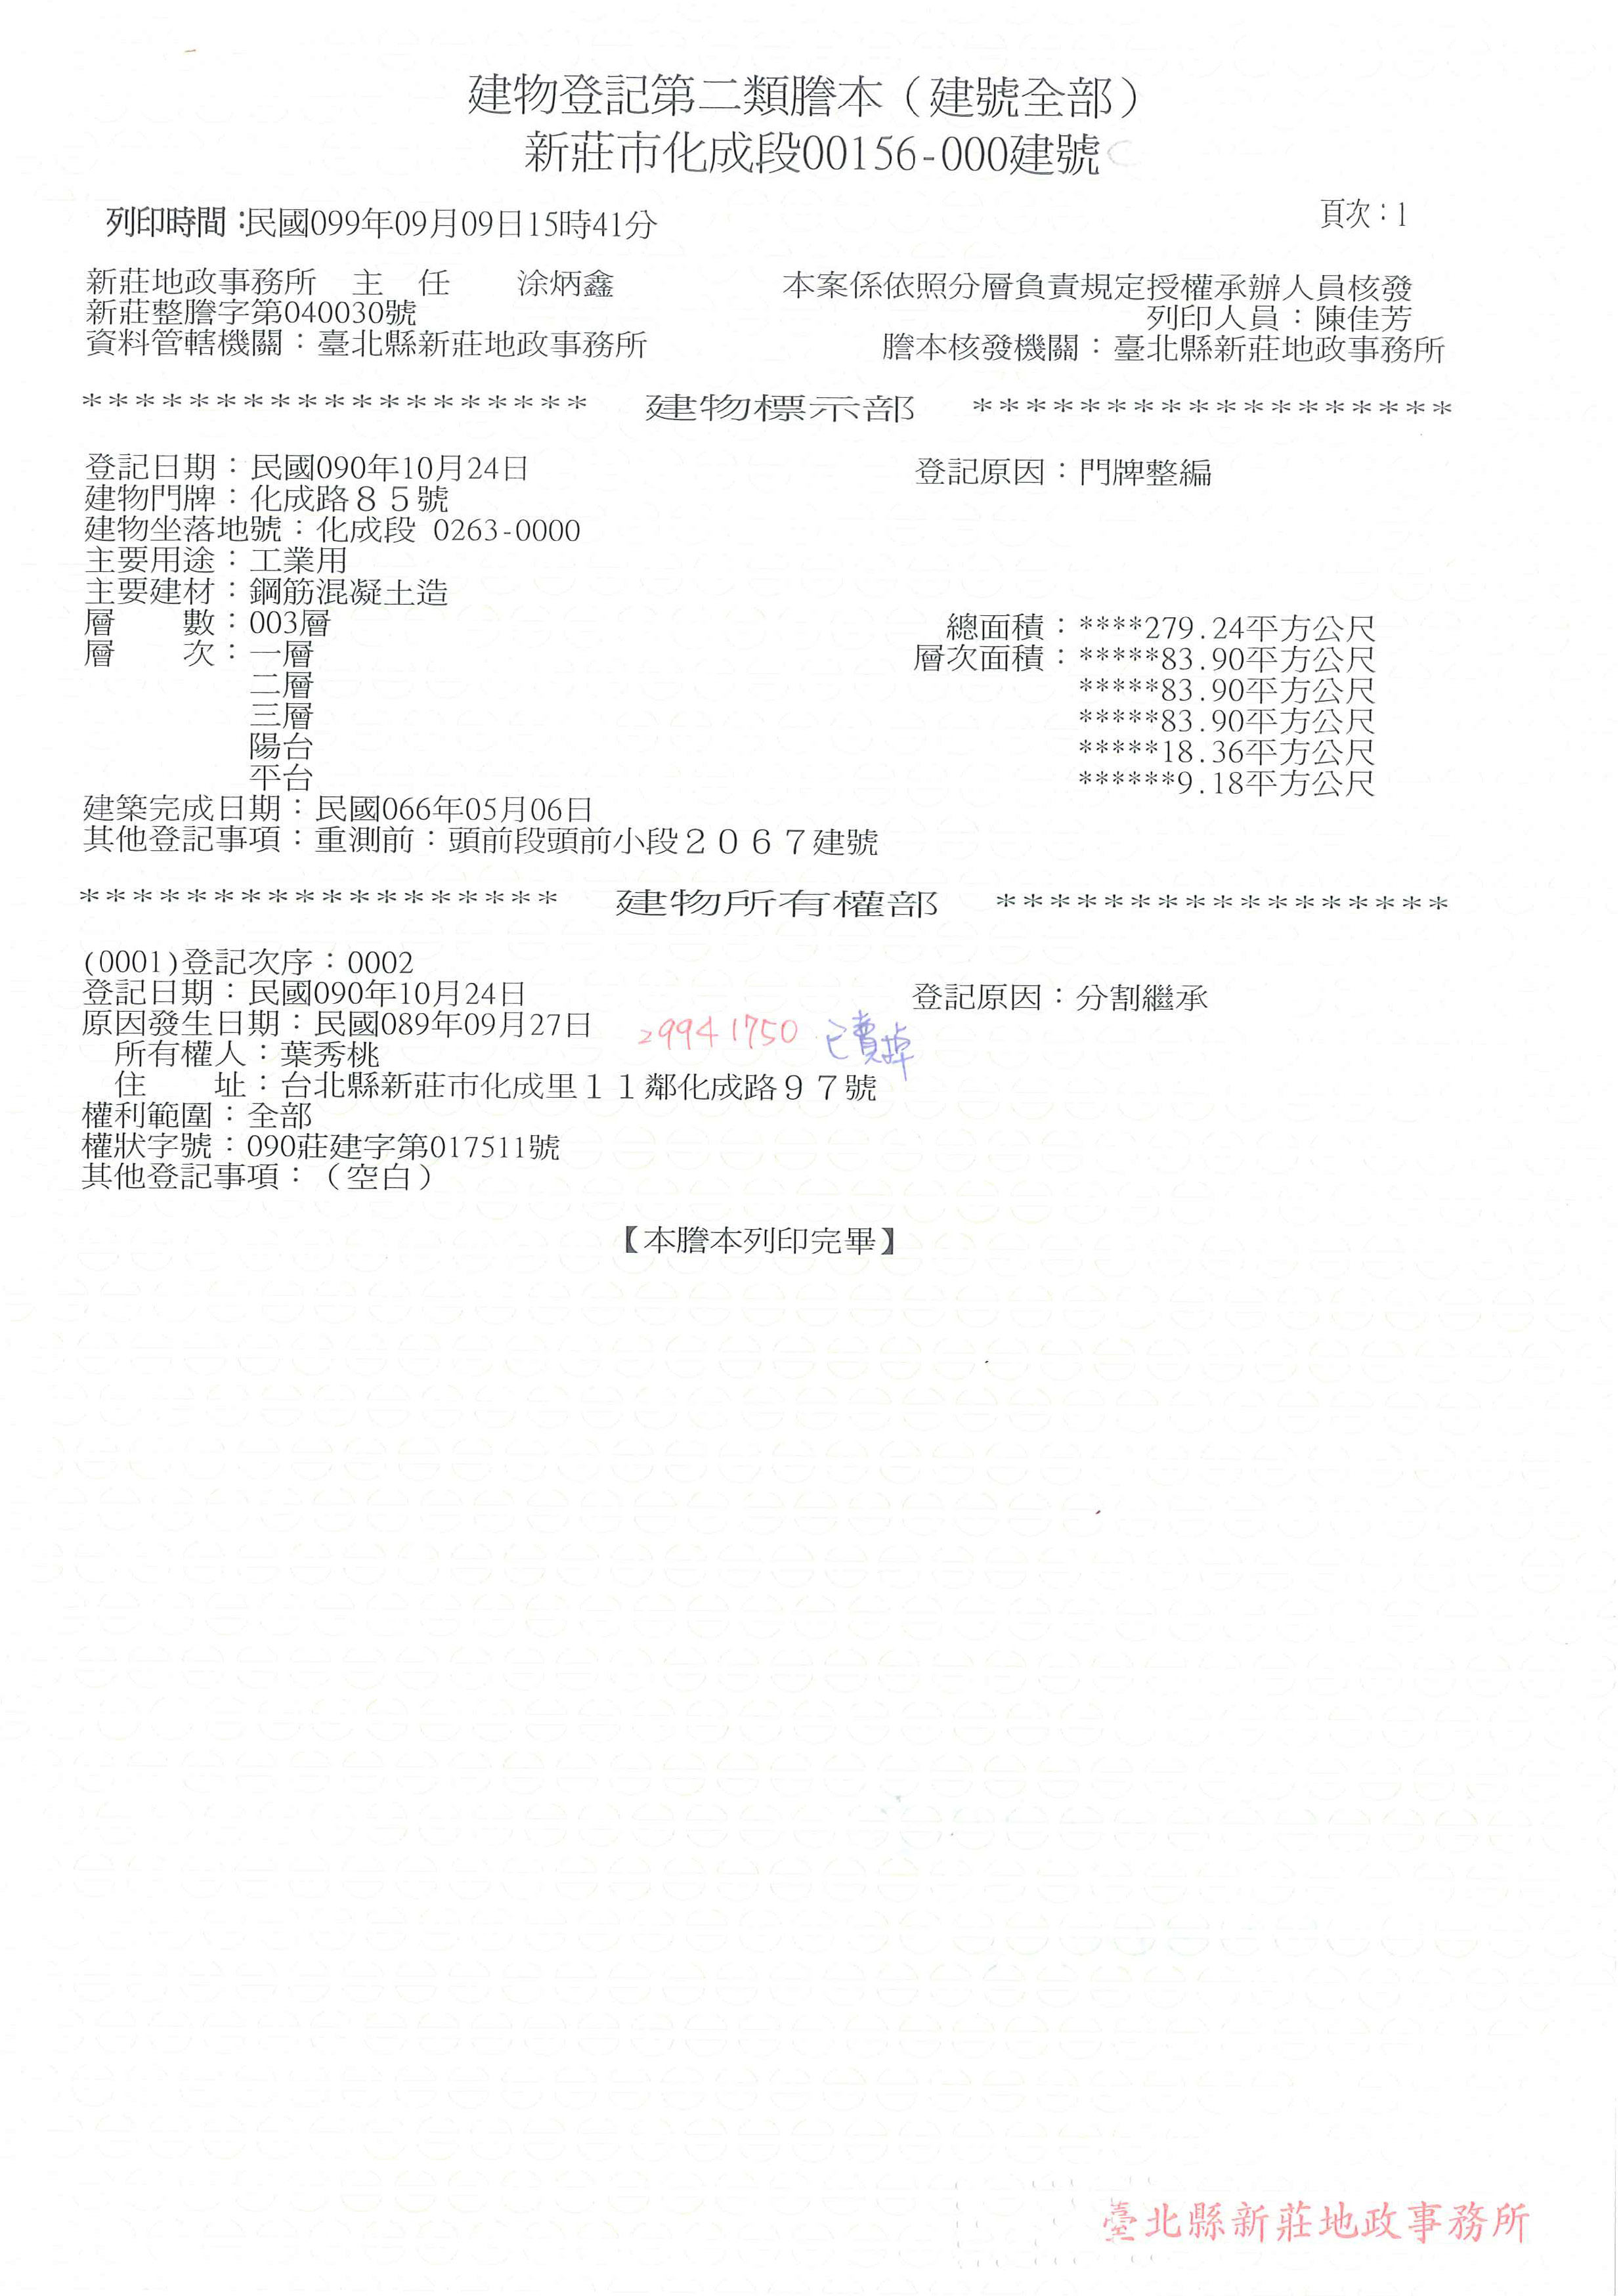 建物登記第二類謄本（建號全部）
新莊市化成段00156-000建號
列印時間：民國099年09月09日15時41分
頁次：1
新莊地政事務所　主　任　　涂炳鑫
本案係依照分層負責規定授權承辦人員核發
新莊整謄字第040030號
列印人員：陳佳芳
資料管轄機關：臺北縣新莊地政事務所
謄本核發機關：臺北縣新莊地政事務所
******************* 建物標示部 ******************
登記日期：民國090年10月24日
登記原因：門牌整編
建物門牌：化成路８５號
建物坐落地號：化成段 0263-0000
主要用途：工業用
主要建材：鋼筋混凝土造
層　　數：003層
總面積：****279.24平方公尺
層　　次：一層
層次面積：*****83.90平方公尺
二層
*****83.90平方公尺
三層
*****83.90平方公尺
陽台
*****18.36平方公尺
平台
******9.18平方公尺
建築完成日期：民國066年05月06日
其他登記事項：重測前：頭前段頭前小段２０６７建號
****************** 建物所有權部 *****************
(0001)登記次序：0002
登記日期：民國090年10月24日
登記原因：分割繼承
原因發生日期：民國089年09月27日
29941750 已賣掉
所有權人：葉秀桃
住　　址：台北縣新莊市化成里１１鄰化成路９７號
權利範圍：全部
權狀字號：090莊建字第017511號
其他登記事項：（空白）
【本謄本列印完畢】
臺北縣新莊地政事務所